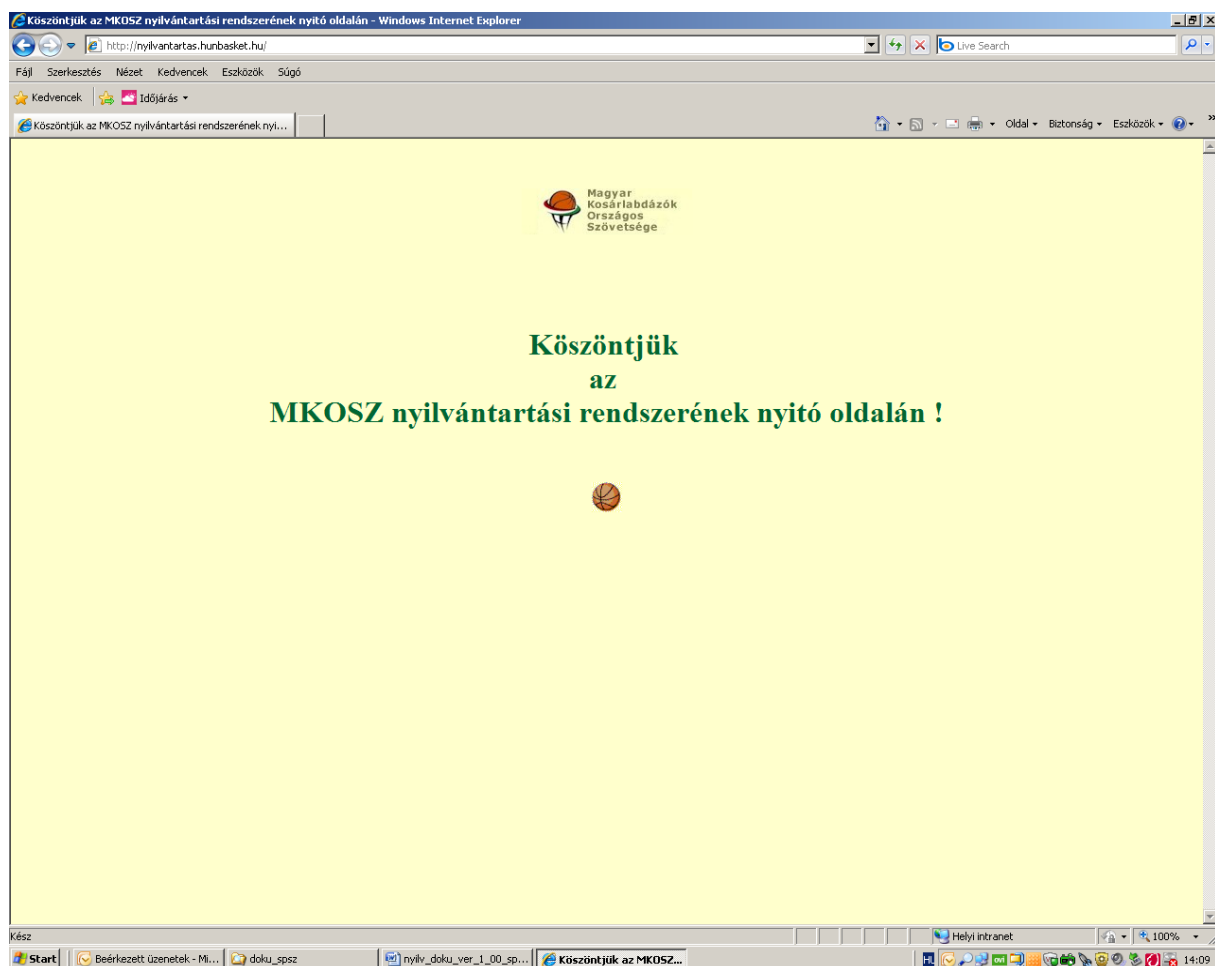 Köszöntjük az MKOSZ nyilvántartási rendszerének nyitó oldalán - Windows Internet Explorer
http://nyilvantartas.hunbasket.hu/
Live Search
Fájl Szerkesztés Nézet Kedvencek Eszközök Súgó
Kedvencek Időjárás
Köszöntjük az MKOSZ nyilvántartási rendszerének nyi...
Oldal Biztonság Eszközök
Magyar
Kosárlabdázók
Országos
Szövetsége
Köszöntjük
az
MKOSZ nyilvántartási rendszerének nyitó oldalán !
Kész
Helyi intranet
100%
Start Beérkezett üzenetek - Mi... doku_spsz nyilv_doku_ver_1_00_sp... Köszöntjük az MKOSZ... 14:09